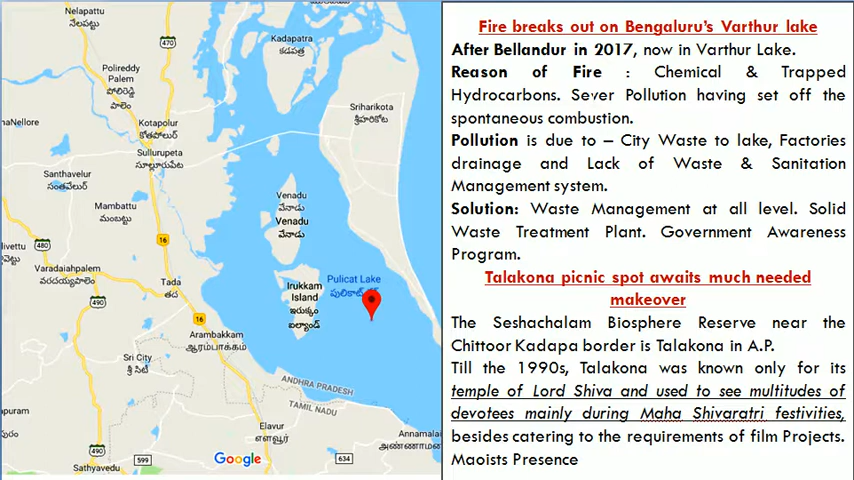 Nelapattu
నేలపట్టు
470
Kadapatra
కడపత్ర
Polireddy
Palem
పోలిరెడ్డి
పాలెం
Sriharikota
శ్రీహరికోట
Kotapolur
కోతపోలుర్
Sullurupeta
సూల్లూరుపేట
Santhavelur
సంతవేలుర్
Mambattu
మంబట్టు
Venadu
వేనాడు
Venadu
వేనాడు
16
480
Varadaiahpalem
వరదయ్యపాలెం
Tada
తద
490
Irukkam
Island
ఇరుక్కం
ఐల్యాండ్
Pulicat Lake
16
Arambakkam
ஆரம்பாக்கம்
Sri City
శ్రీ సిటీ
ANDHRA PRADESH
TAMIL NADU
Elavur
எளாவூர்
490
599
634
Google
Sathyavedu
Fire breaks out on Bengaluru's Varthur lake
After Bellandur in 2017, now in Varthur Lake.
Reason of Fire : Chemical & Trapped
Hydrocarbons. Sever Pollution having set off the
spontaneous combustion.
Pollution is due to – City Waste to lake, Factories
drainage and Lack of Waste & Sanitation
Management system.
Solution: Waste Management at all level. Solid
Waste Treatment Plant. Government Awareness
Program.
Talakona picnic spot awaits much needed
makeover
The Seshachalam Biosphere Reserve near the
Chittoor Kadapa border is Talakona in A.P.
Till the 1990s, Talakona was known only for its
temple of Lord Shiva and used to see multitudes of
devotees mainly during Maha Shivaratri festivities,
besides catering to the requirements of film Projects.
Maoists Presence